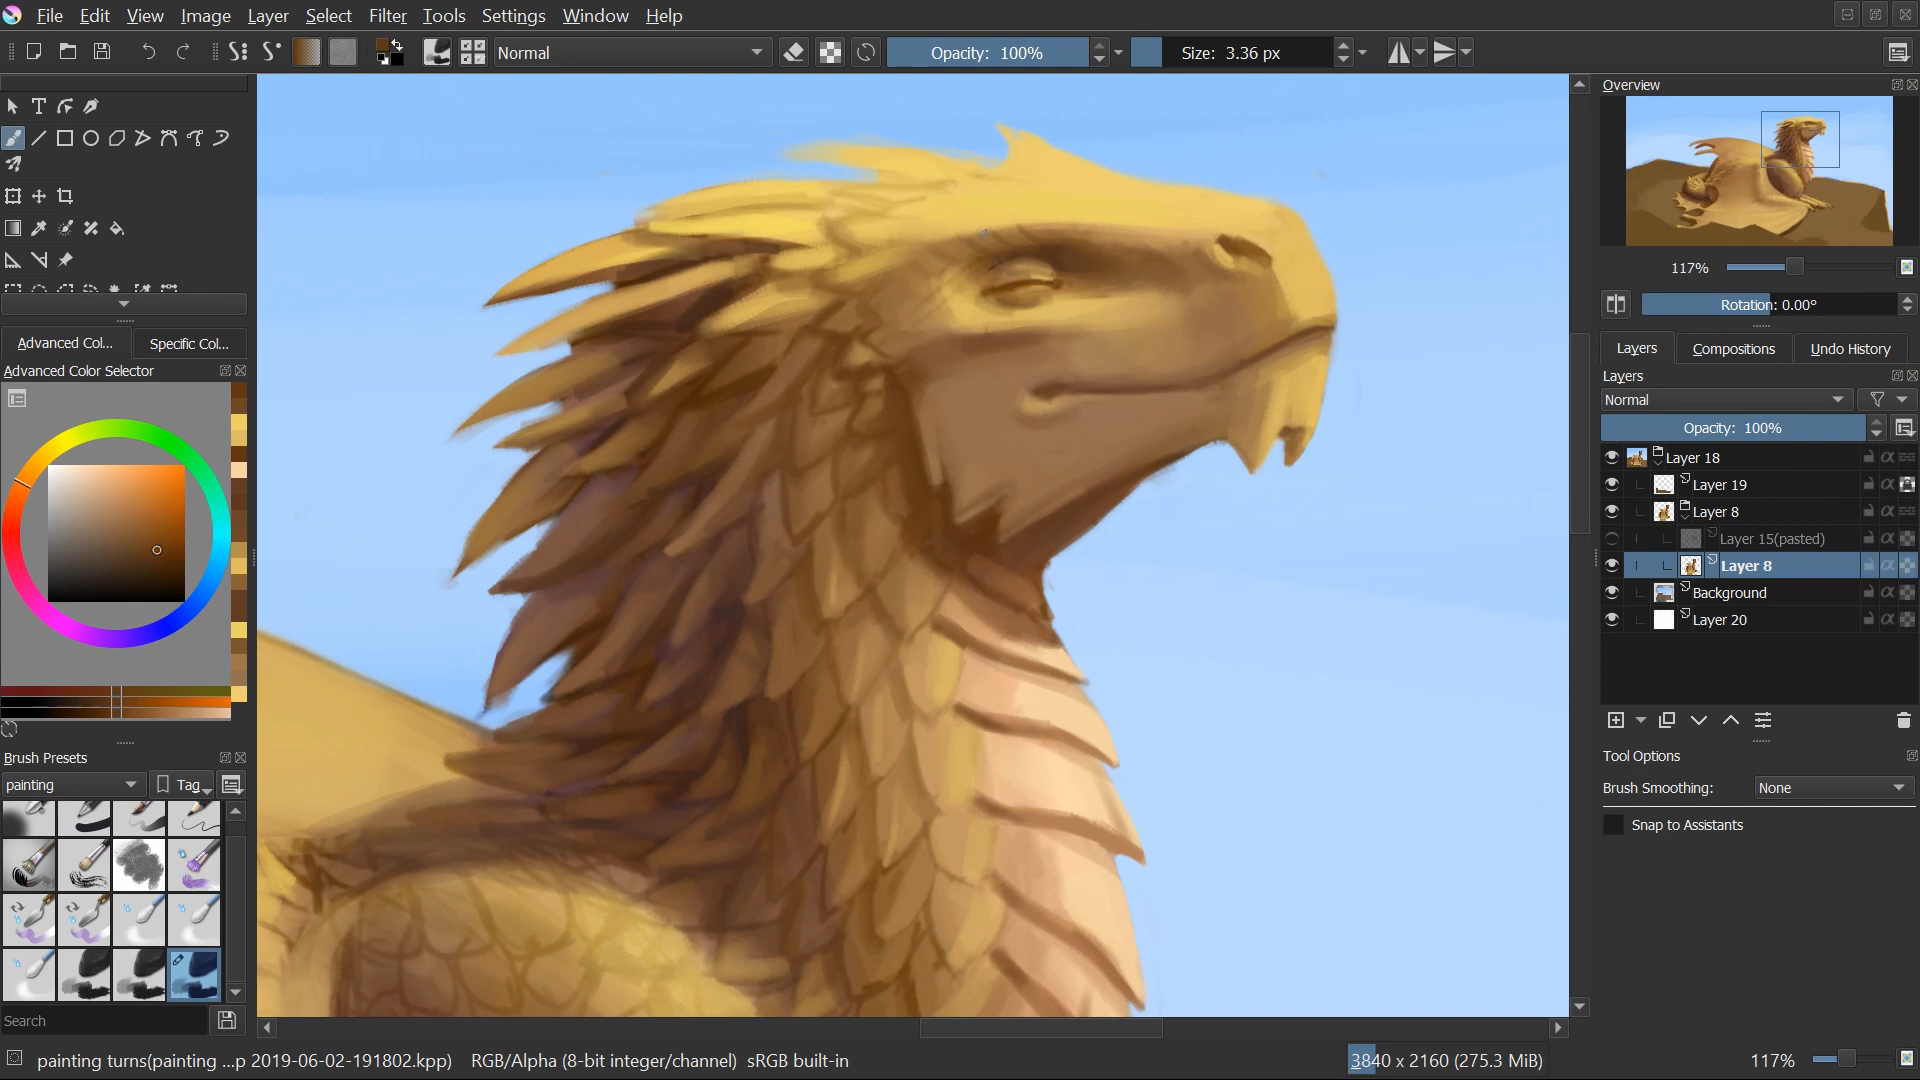 File Edit View Image Layer Select Filter Tools Settings Window Help
Normal
Opacity: 100%
Size: 3.36 px
Overview
117%
Rotation: 0.00°
Advanced Col... Specific Col...
Advanced Color Selector
Layers Compositions Undo History
Layers
Normal
Opacity: 100%
Layer 18
Layer 19
Layer 8
Layer 15(pasted)
Layer 8
Background
Layer 20
Brush Presets
painting
Tag
Search
Tool Options
Brush Smoothing: None
Snap to Assistants
painting turns(painting ...p 2019-06-02-191802.kpp) RGB/Alpha (8-bit integer/channel) sRGB built-in
3840 x 2160 (275.3 MiB)
117%